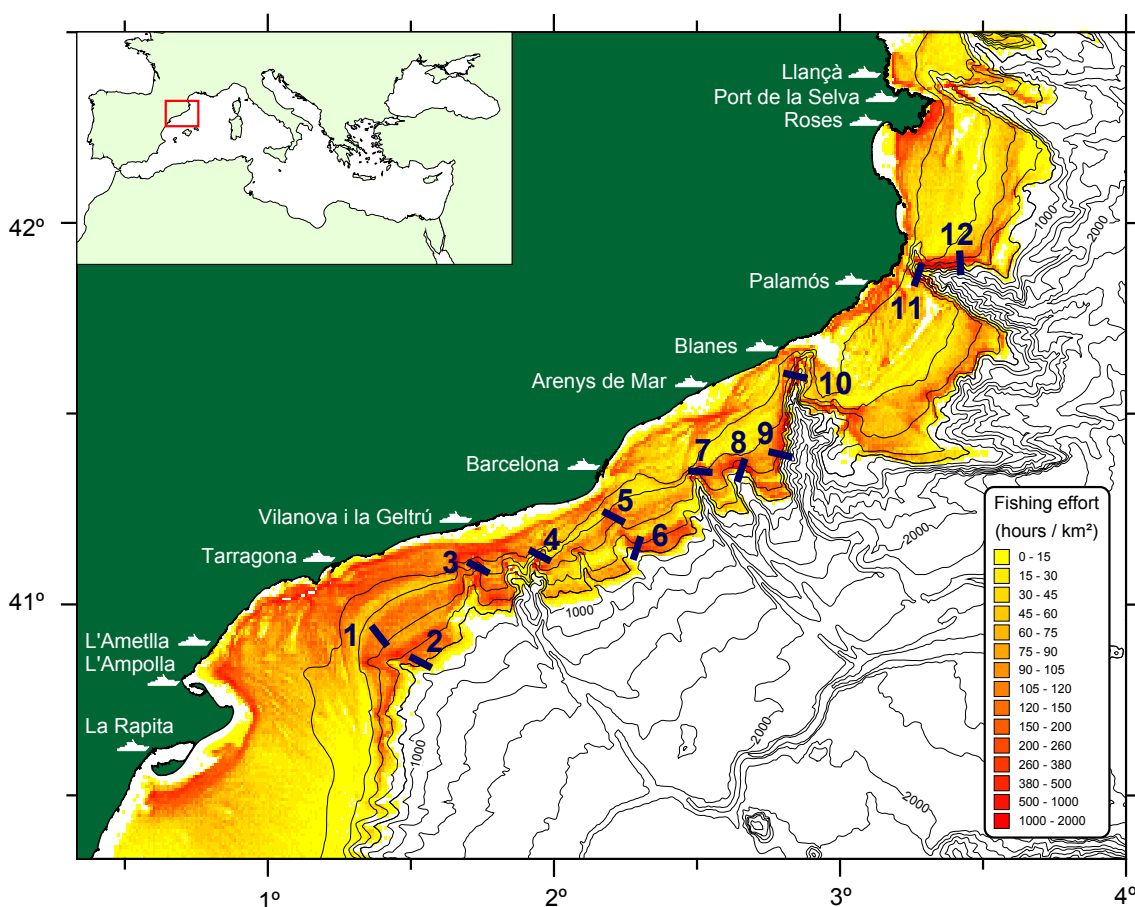 Llançà
Port de la Selva
Roses
1000
2000
42º
12
Palamós
11
Blanes
10
Arenys de Mar
9
8
7
Barcelona
5
Vilanova i la Geltrú
6
4
Tarragona
3
2000
1000
41º
1
2
L'Ametlla
L'Ampolla
La Rapita
1000
2000
2000
Fishing effort
(hours / km²)
0 - 15
15 - 30
30 - 45
45 - 60
60 - 75
75 - 90
90 - 105
105 - 120
120 - 150
150 - 200
200 - 260
260 - 380
380 - 500
500 - 1000
1000 - 2000
1º
2º
3º
4º